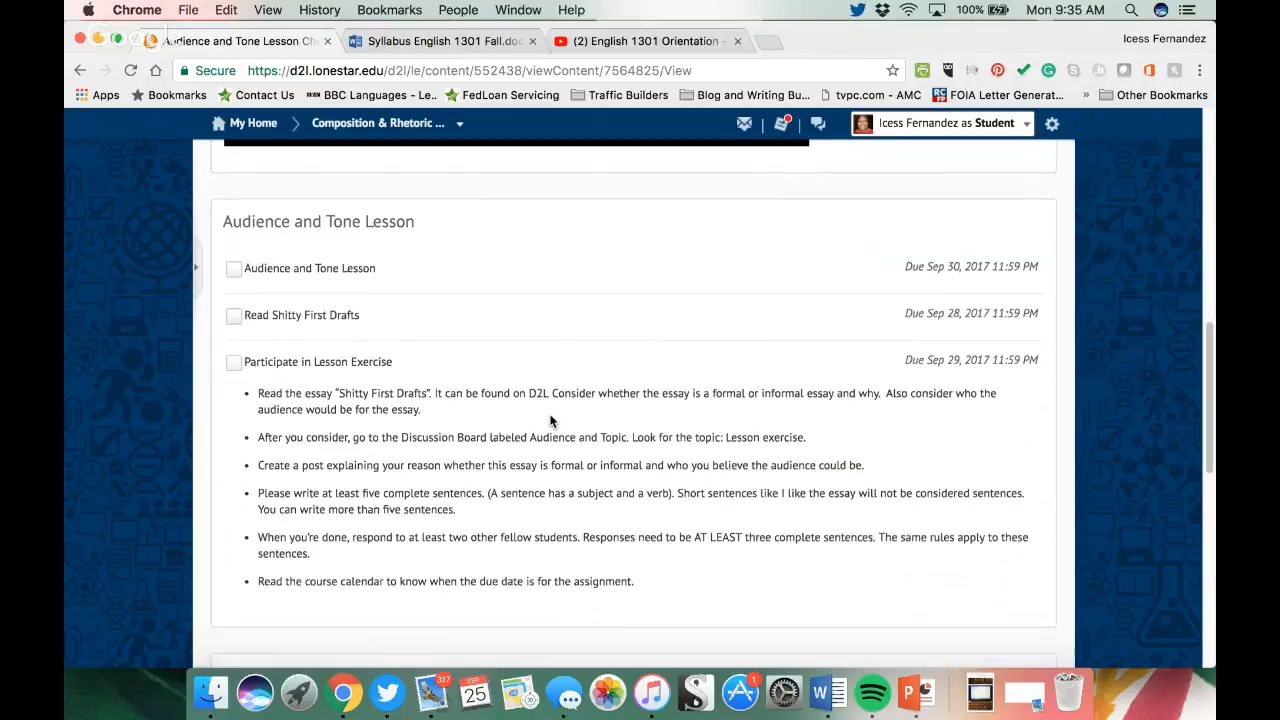 Chrome File Edit View History Bookmarks People Window Help 100% Mon 9:35 AM
Audience and Tone Lesson Che × Syllabus English 1301 Fall.doc × (2) English 1301 Orientation - × Icess Fernandez
Secure https://d2l.lonestar.edu/d2l/le/content/552438/viewContent/7564825/View
Apps Bookmarks Contact Us BBC Languages - Le... FedLoan Servicing Traffic Builders Blog and Writing Bu... tvpc.com - AMC FOIA Letter Generat... » Other Bookmarks
My Home Composition & Rhetoric ... Icess Fernandez as Student
Audience and Tone Lesson
Audience and Tone Lesson Due Sep 30, 2017 11:59 PM
Read Shitty First Drafts Due Sep 28, 2017 11:59 PM
Participate in Lesson Exercise Due Sep 29, 2017 11:59 PM
• Read the essay "Shitty First Drafts". It can be found on D2L Consider whether the essay is a formal or informal essay and why. Also consider who the
audience would be for the essay.
• After you consider, go to the Discussion Board labeled Audience and Topic. Look for the topic: Lesson exercise.
• Create a post explaining your reason whether this essay is formal or informal and who you believe the audience could be.
• Please write at least five complete sentences. (A sentence has a subject and a verb). Short sentences like I like the essay will not be considered sentences.
You can write more than five sentences.
• When you're done, respond to at least two other fellow students. Responses need to be AT LEAST three complete sentences. The same rules apply to these
sentences.
• Read the course calendar to know when the due date is for the assignment.
317 SEP 25 1